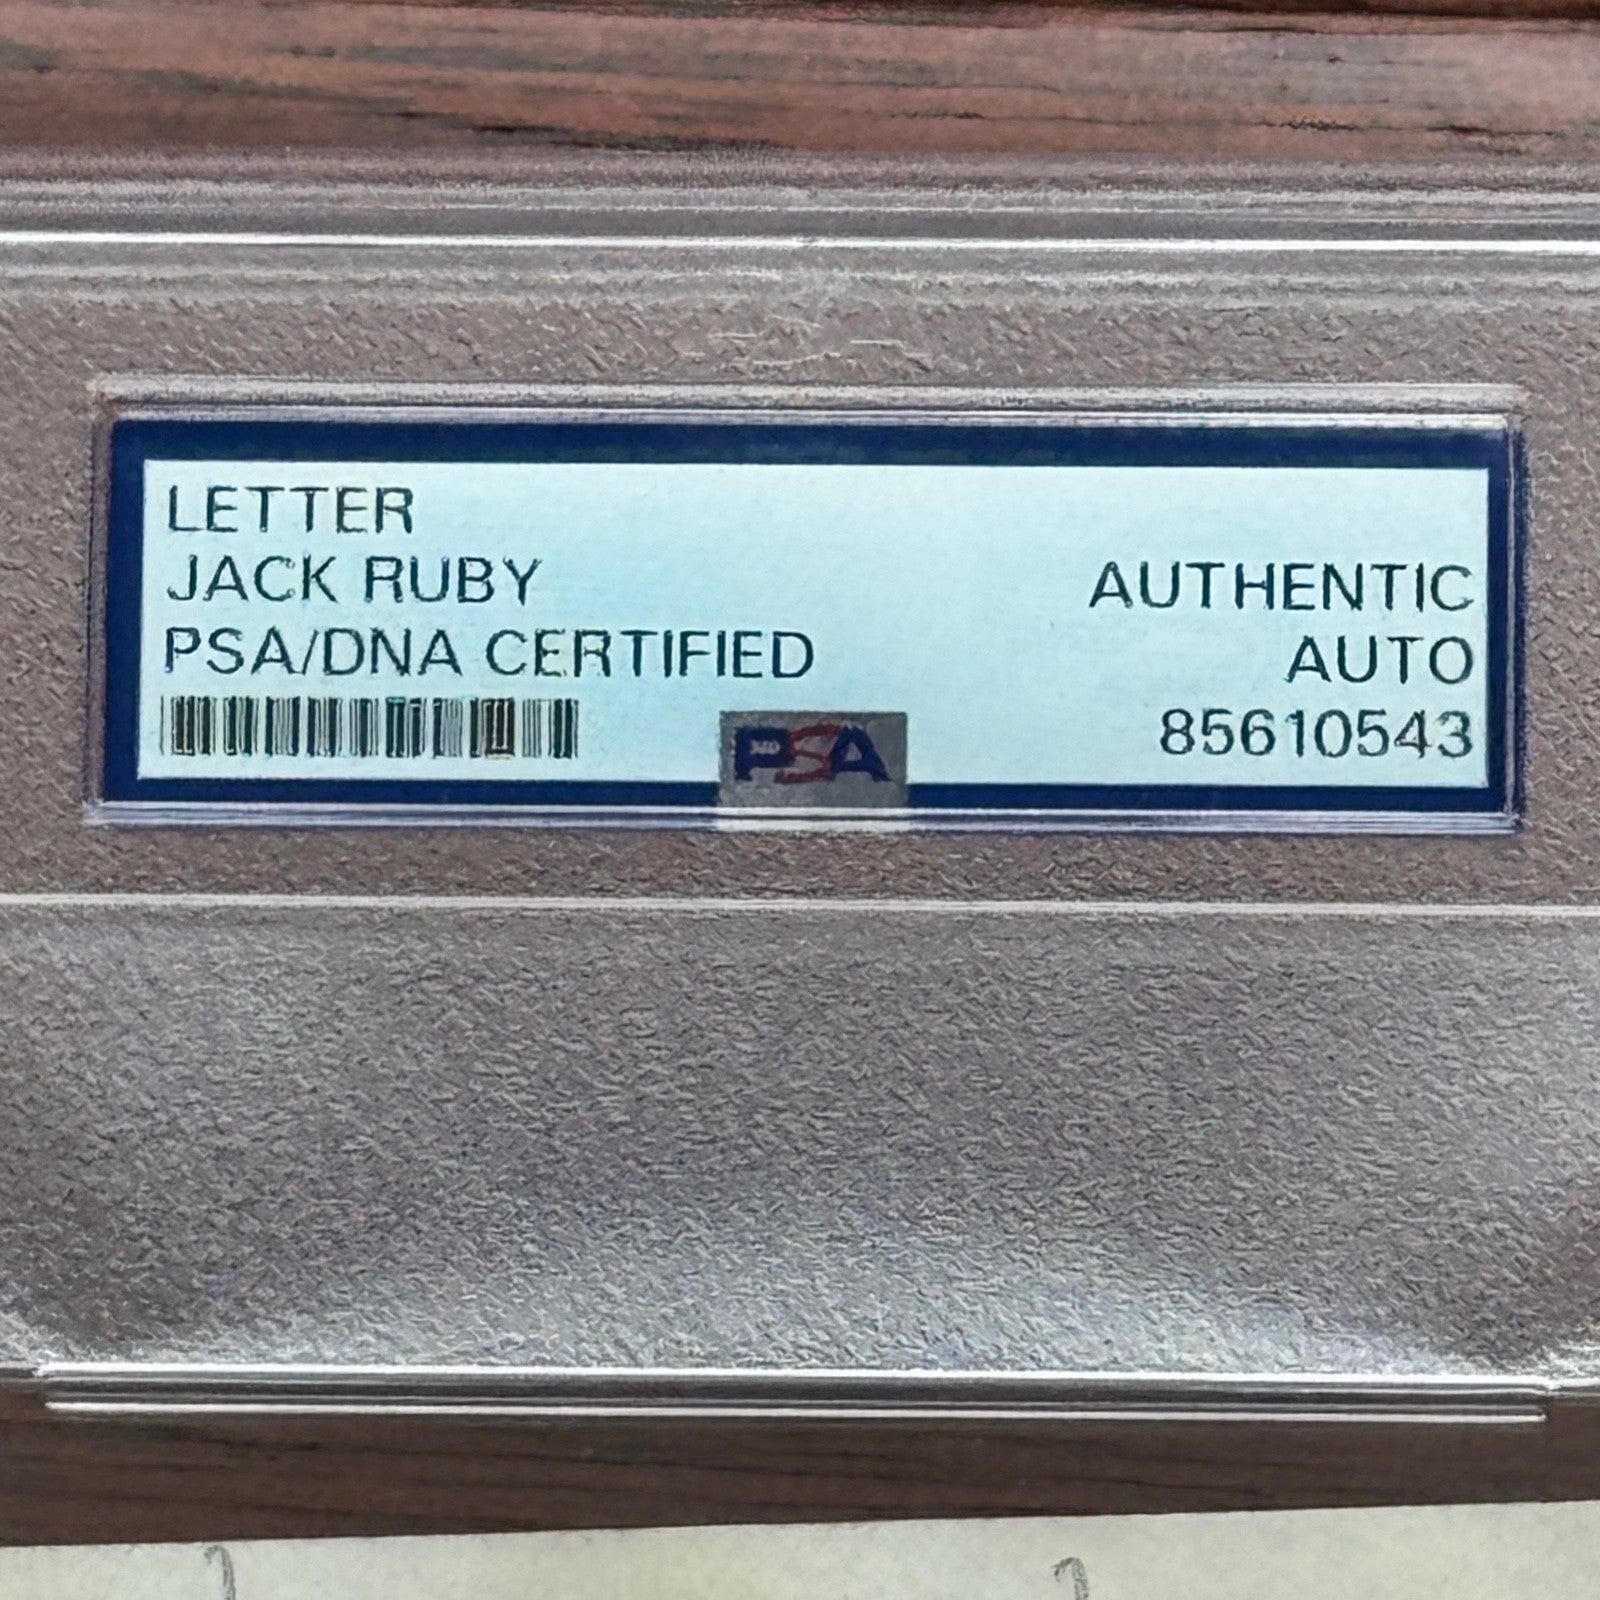 LETTER
JACK RUBY
PSA/DNA CERTIFIED
AUTHENTIC
AUTO
85610543
PSA